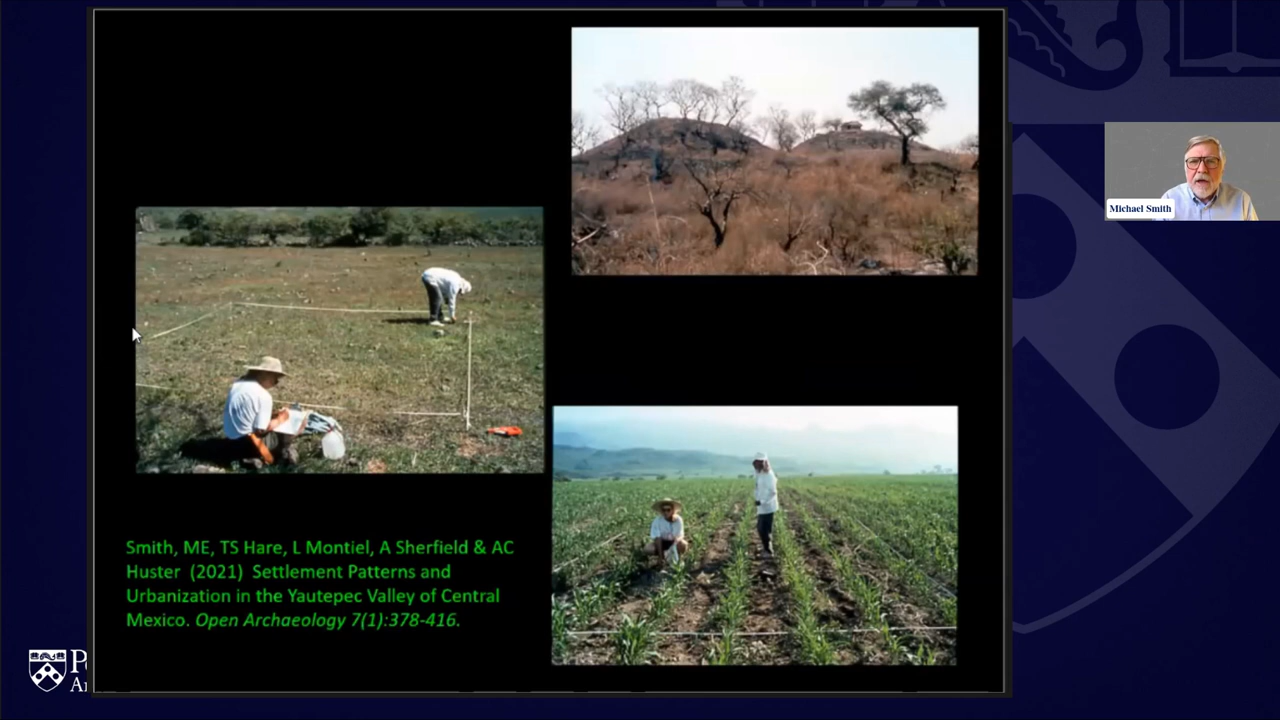 Smith, ME, TS Hare, L Montiel, A Sherfield & AC
Huster (2021) Settlement Patterns and
Urbanization in the Yautepec Valley of Central
Mexico. Open Archaeology 7(1):378-416.
Michael Smith